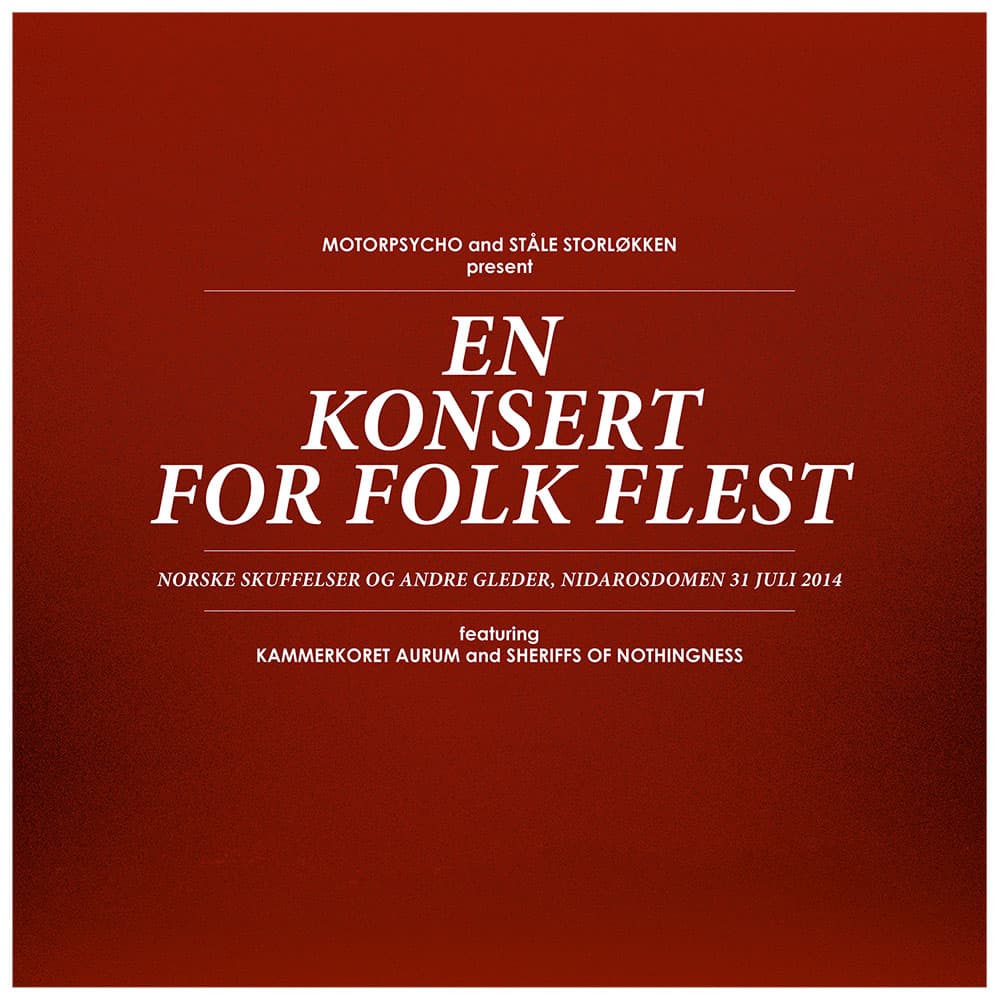 MOTORPSYCHO and STÅLE STORLØKKEN
present
EN
KONSERT
FOR FOLK FLEST
NORSKE SKUFFELSER OG ANDRE GLEDER, NIDAROSDOMEN 31 JULI 2014
featuring
KAMMERKORET AURUM and SHERIFFS OF NOTHINGNESS